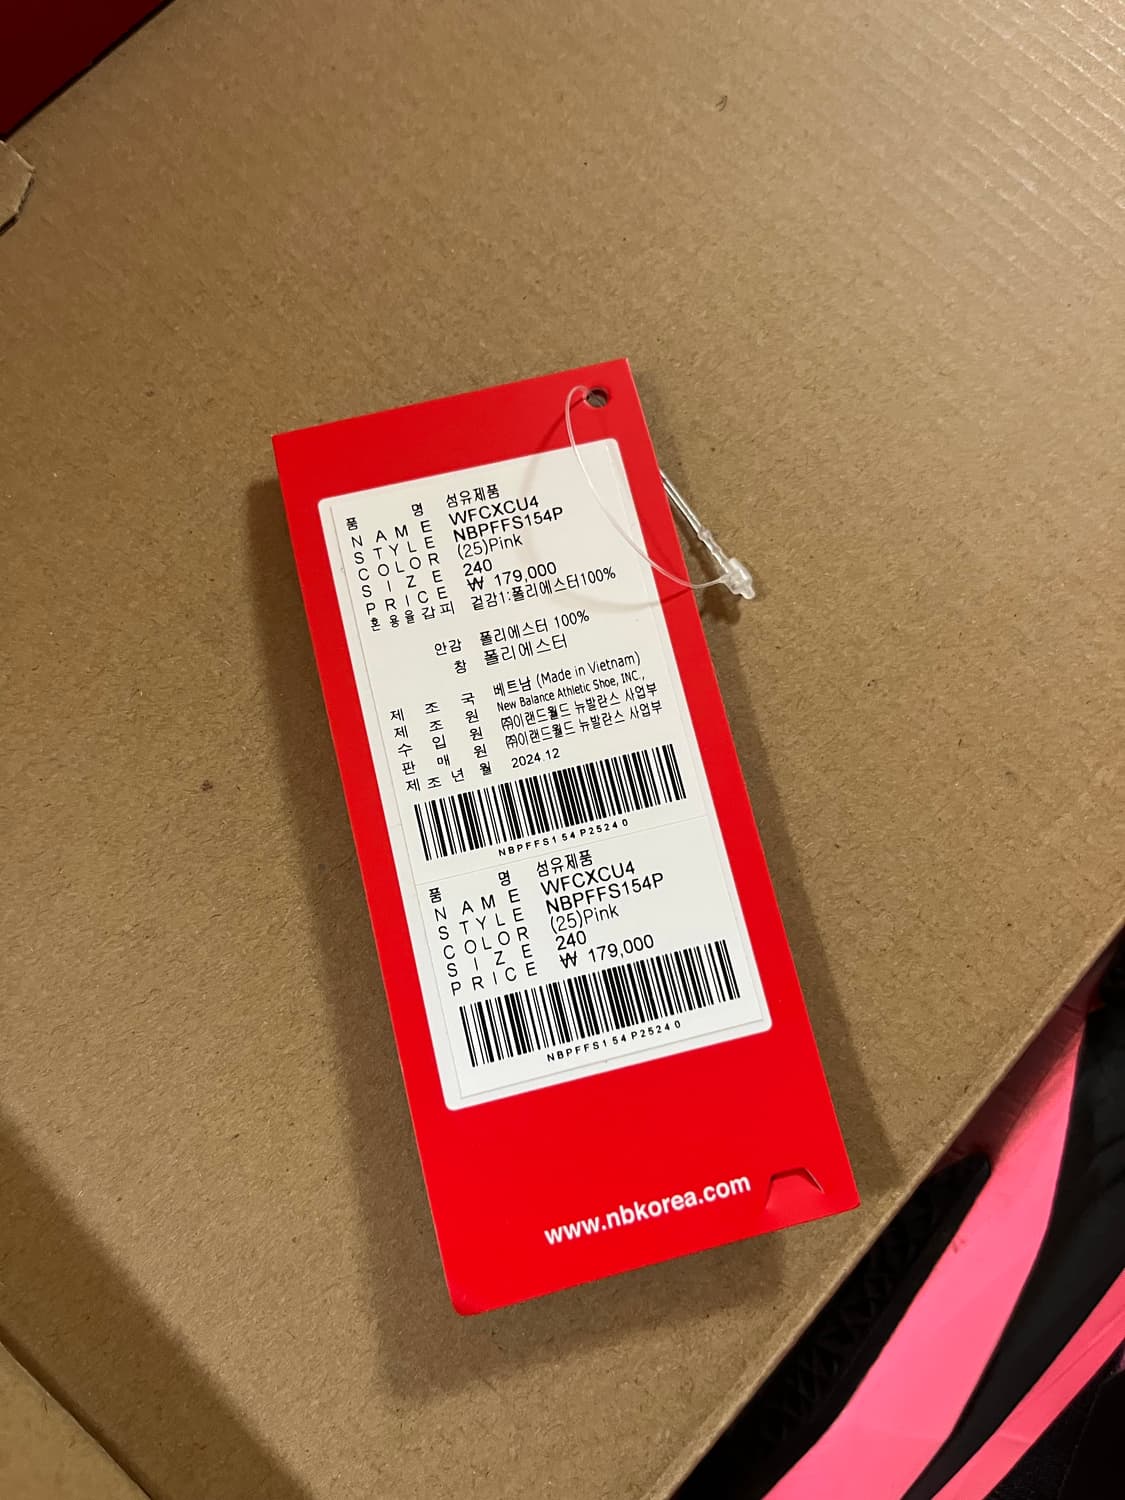 품 명 섬유제품
NAME WFCXCU4
STYLE NBPFFS154P
COLOR (25)Pink
SIZE 240
PRICE ₩ 179,000
혼용율갑피 겉감1:폴리에스터100%
안감 폴리에스터 100%
창 폴리에스터
제 조 국 베트남 (Made in Vietnam)
제 조 원 New Balance Athletic Shoe, INC.,
수 입 원 ㈜이랜드월드 뉴발란스 사업부
판 매 원 ㈜이랜드월드 뉴발란스 사업부
제 조 년 월 2024.12
NBPFFS154P25240
품 명 섬유제품
NAME WFCXCU4
STYLE NBPFFS154P
COLOR (25)Pink
SIZE 240
PRICE ₩ 179,000
NBPFFS154P25240
www.nbkorea.com